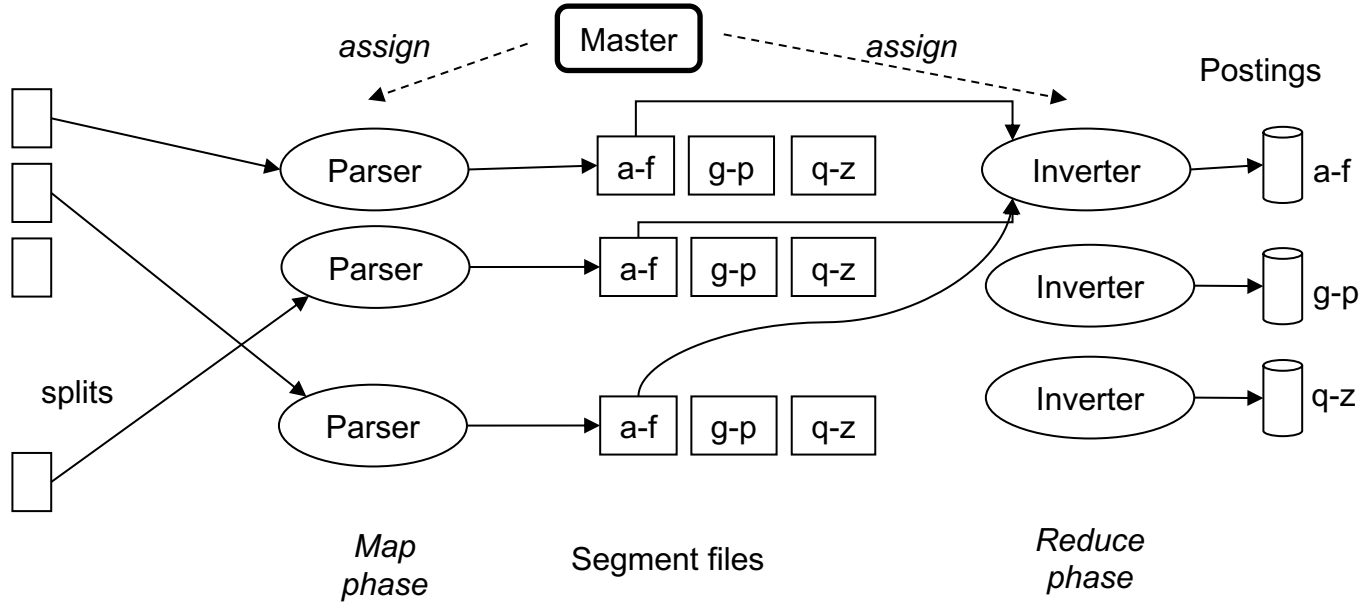 assign
Master
assign
Postings
Parser
a-f
g-p
q-z
Inverter
a-f
Parser
a-f
g-p
q-z
Inverter
g-p
splits
Parser
a-f
g-p
q-z
Inverter
q-z
Map
phase
Segment files
Reduce
phase